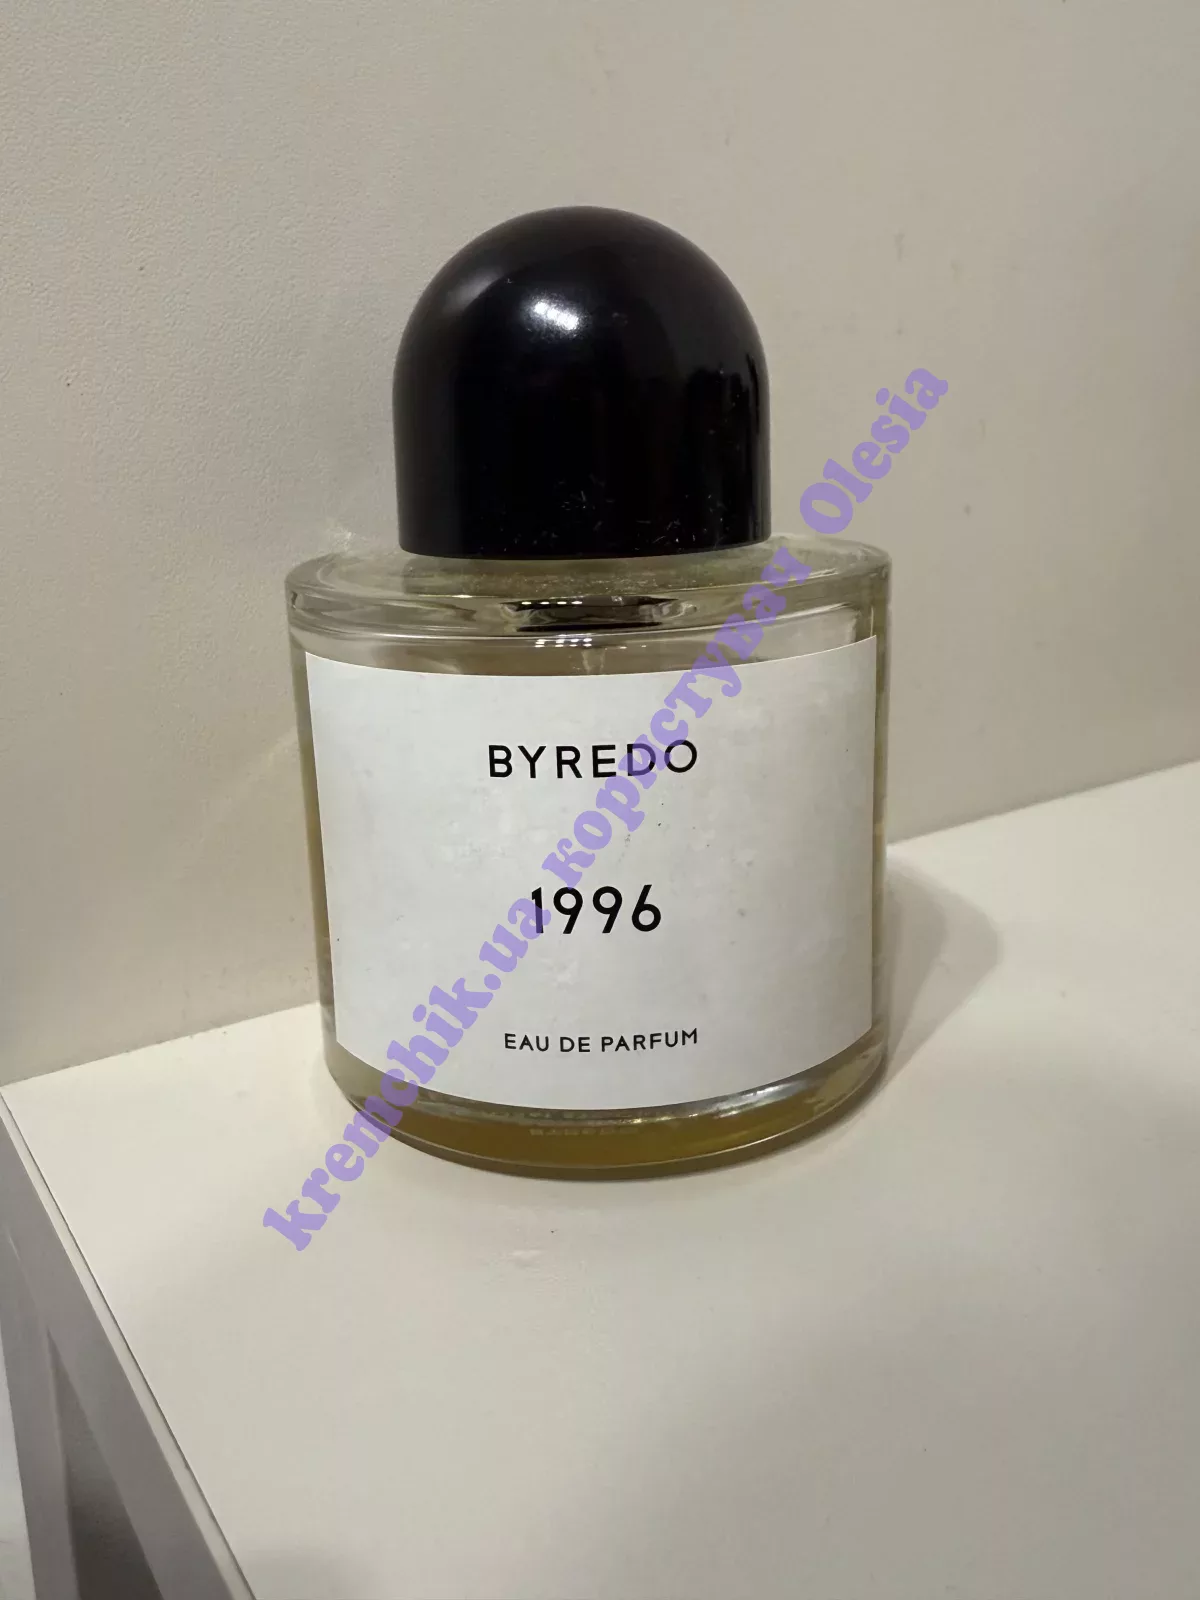 BYREDO
1996
EAU DE PARFUM
kremchik.ua користувач Olesia